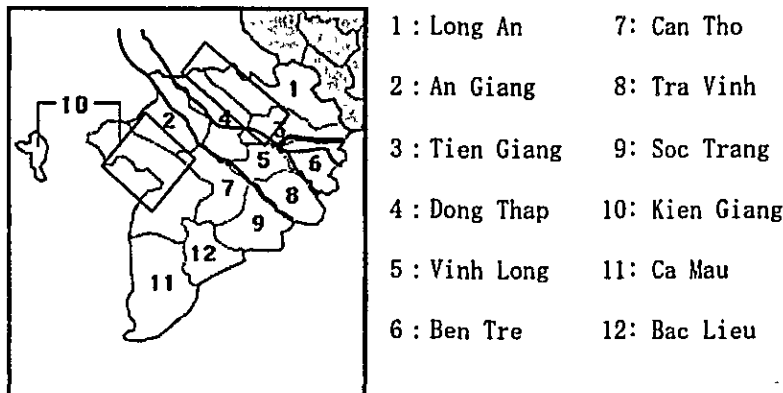 1 : Long An 7: Can Tho
2 : An Giang 8: Tra Vinh
3 : Tien Giang 9: Soc Trang
4 : Dong Thap 10: Kien Giang
5 : Vinh Long 11: Ca Mau
6 : Ben Tre 12: Bac Lieu
1
10
2
4
3
5
6
7
8
9
12
11